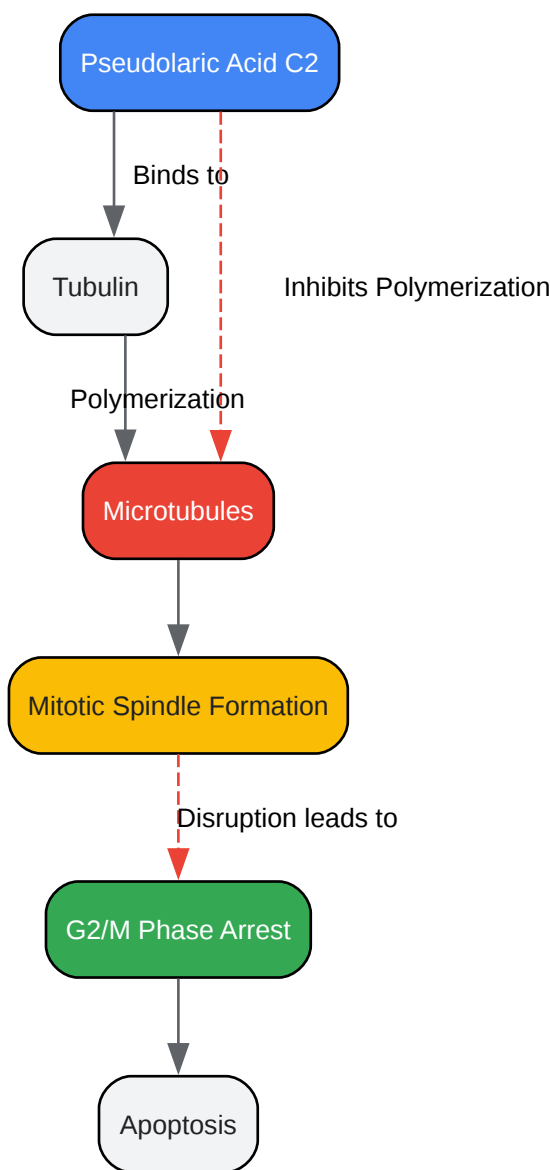 Pseudolaric Acid C2
Binds to
Tubulin
Inhibits Polymerization
Polymerization
Microtubules
Mitotic Spindle Formation
Disruption leads to
G2/M Phase Arrest
Apoptosis